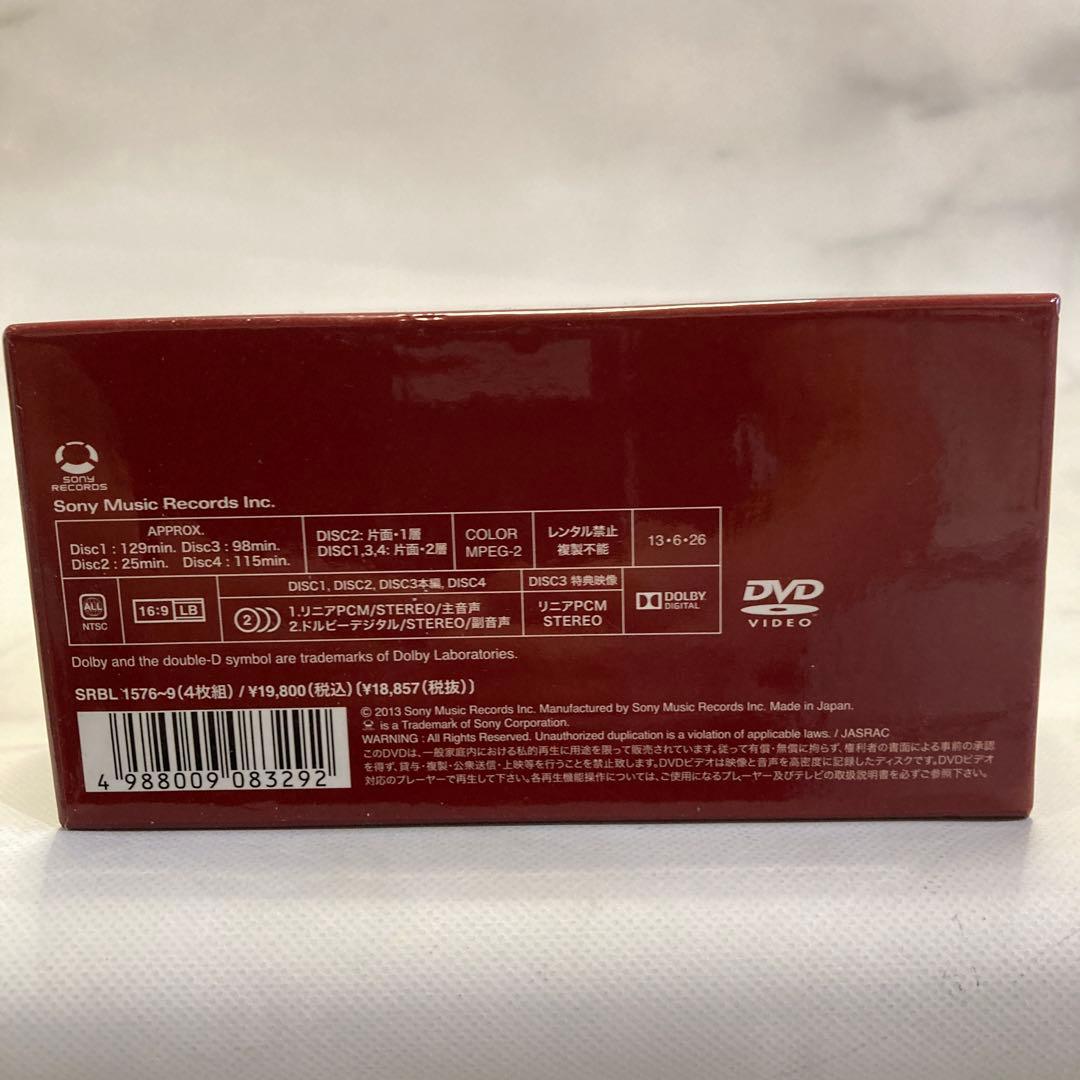 SONY
RECORDS
Sony Music Records Inc.
APPROX.
Disc1 : 129min. Disc3 : 98min.
Disc2 : 25min. Disc4 : 115min.
DISC2: 片面・1層
DISC1,3,4: 片面・2層
COLOR
MPEG-2
レンタル禁止
複製不能
13・6・26
ALL
NTSC
16:9 LB
DISC1, DISC2, DISC3本編, DISC4
2
1.リニアPCM/STEREO/主音声
2.ドルビーデジタル/STEREO/副音声
DISC3 特典映像
リニアPCM
STEREO
DOLBY
DIGITAL
DVD
VIDEO
Dolby and the double-D symbol are trademarks of Dolby Laboratories.
SRBL 1576~9(4枚組) / ¥19,800(税込)(¥18,857(税抜))
4 988009 083292
© 2013 Sony Music Records Inc. Manufactured by Sony Music Records Inc. Made in Japan.
is a Trademark of Sony Corporation.
WARNING : All Rights Reserved. Unauthorized duplication is a violation of applicable laws. / JASRAC
このDVDは、一般家庭内における私的再生に用途を限って販売されています。従って有償・無償に拘らず、権利者の書面による事前の承認
を得ず、貸与・複製・公衆送信・上映等を行うことを禁止致します。DVDビデオは映像と音声を高密度に記録したディスクです。DVDビデオ
対応のプレーヤーで再生して下さい。各再生機能操作については、ご使用になるプレーヤー及びテレビの取扱説明書を必ずご参照下さい。